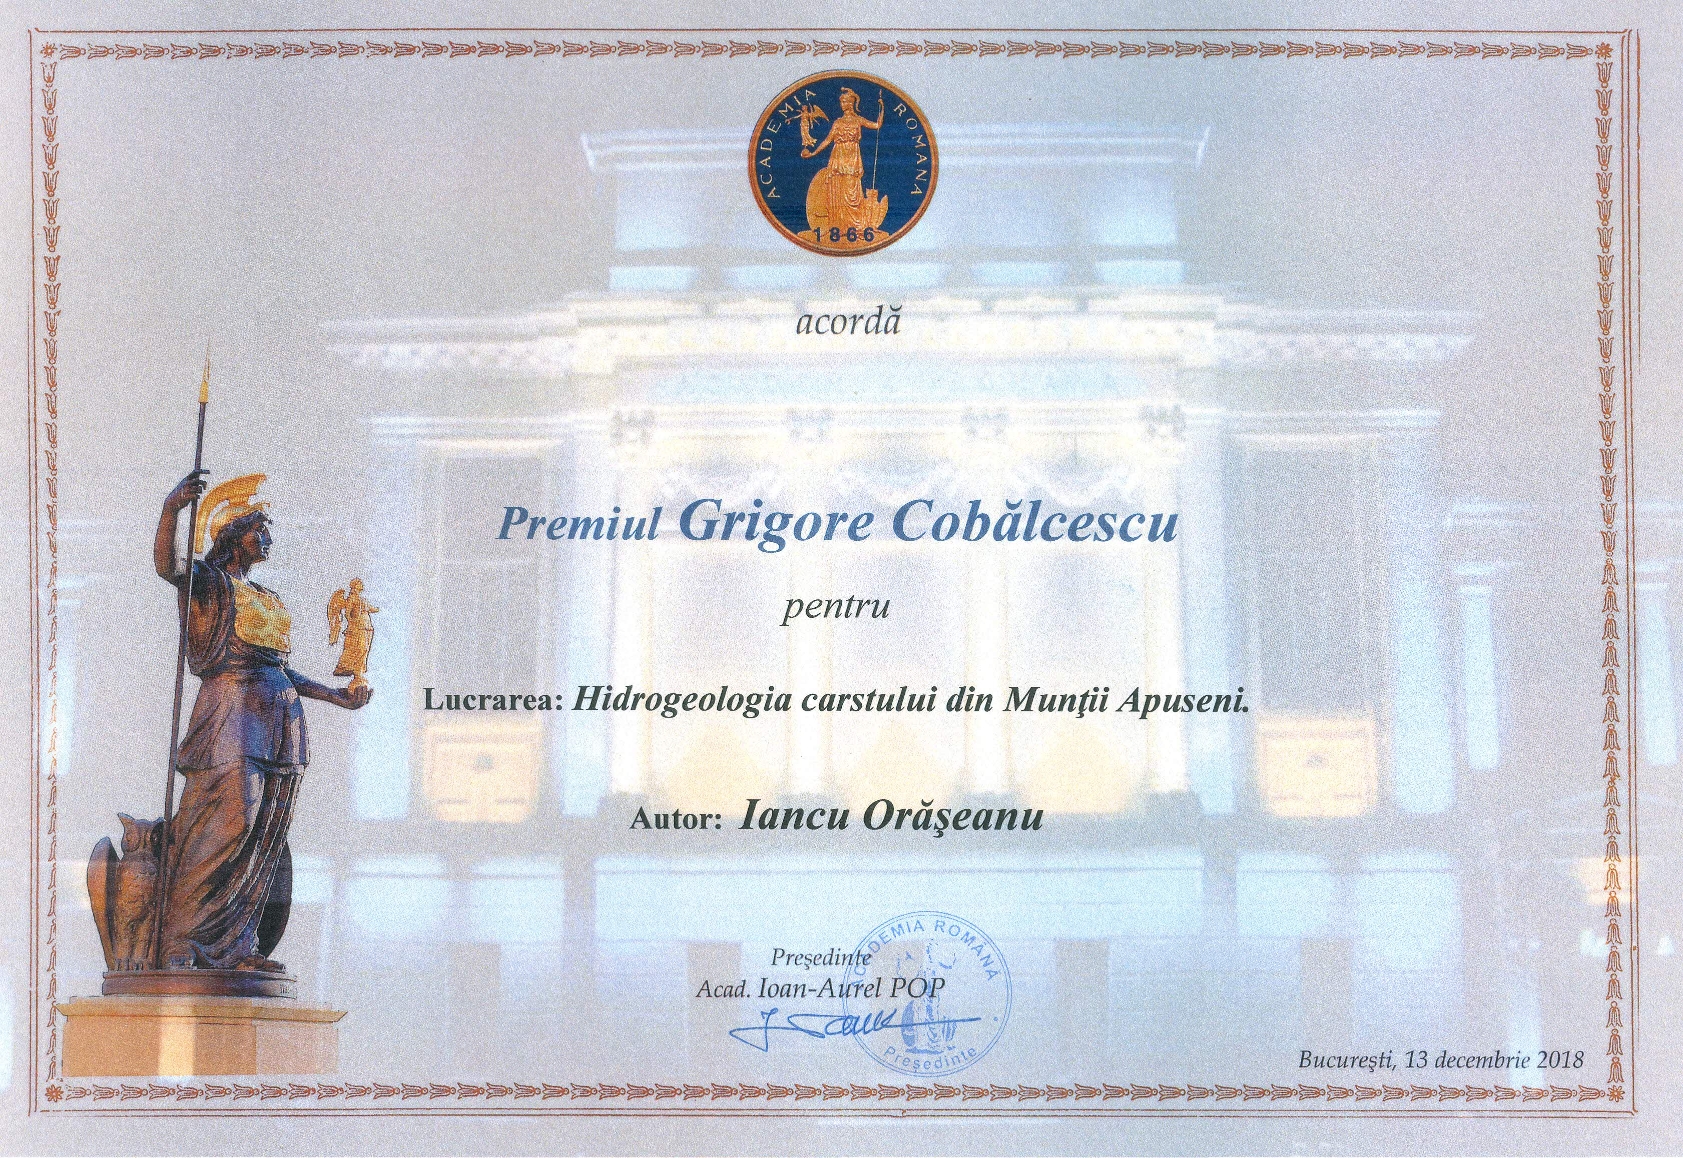 ACADEMIA ROMANA
1866
acordă
Premiul Grigore Cobălcescu
pentru
Lucrarea: Hidrogeologia carstului din Munţii Apuseni.
Autor: Iancu Orăşeanu
Preşedinte
Acad. Ioan-Aurel POP
ACADEMIA ROMÂNĂ
Preşedinte
Bucureşti, 13 decembrie 2018